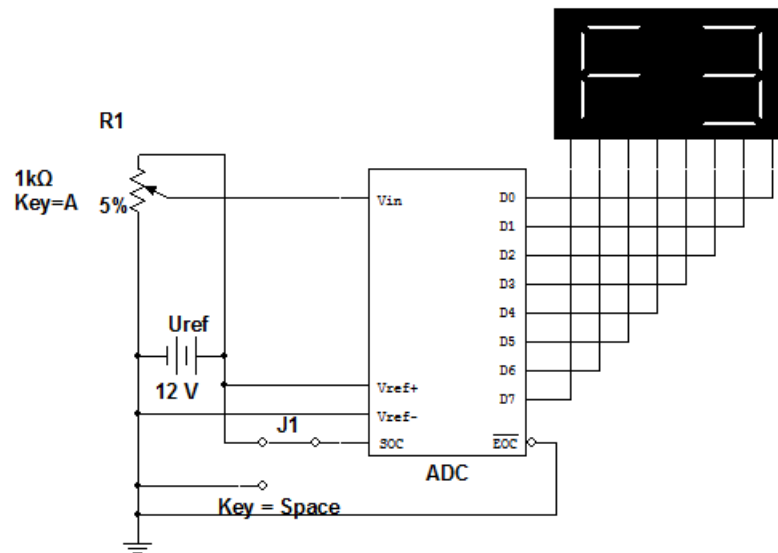 F3
R1
1kΩ
Key=A
5%
Vin
D0
D1
D2
D3
D4
D5
D6
D7
Uref
12 V
Vref+
Vref-
J1
SOC
EOC
ADC
Key = Space